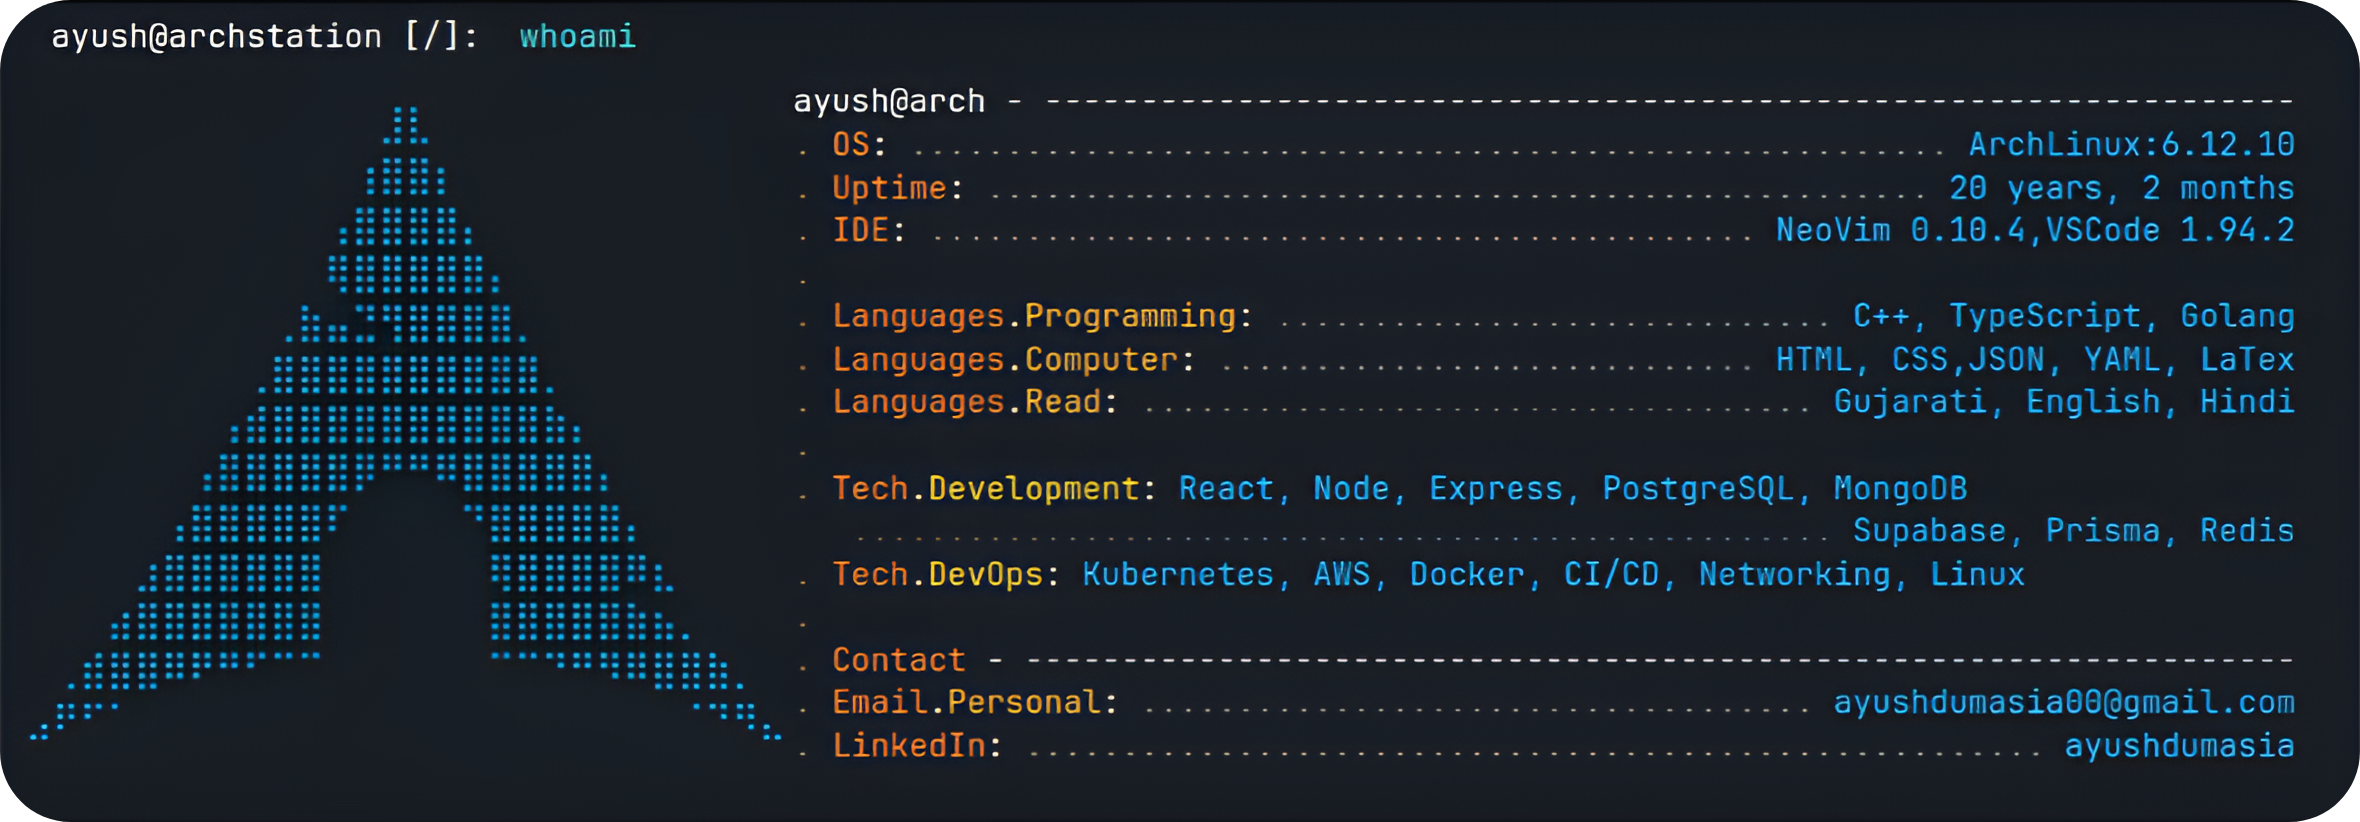 ayush@archstation [/]: whoami
ayush@arch - -----------------------------------------------------------------
. OS: ...................................................... ArchLinux:6.12.10
. Uptime: ................................................. 20 years, 2 months
. IDE: ........................................... NeoVim 0.10.4,VSCode 1.94.2
.
. Languages.Programming: ............................. C++, TypeScript, Golang
. Languages.Computer: ............................ HTML, CSS,JSON, YAML, LaTex
. Languages.Read: ................................... Gujarati, English, Hindi
.
. Tech.Development: React, Node, Express, PostgreSQL, MongoDB
................................................... Supabase, Prisma, Redis
. Tech.DevOps: Kubernetes, AWS, Docker, CI/CD, Networking, Linux
.
. Contact - ------------------------------------------------------------------
. Email.Personal: ................................... ayushdumasia00@gmail.com
. LinkedIn: ..................................................... ayushdumasia